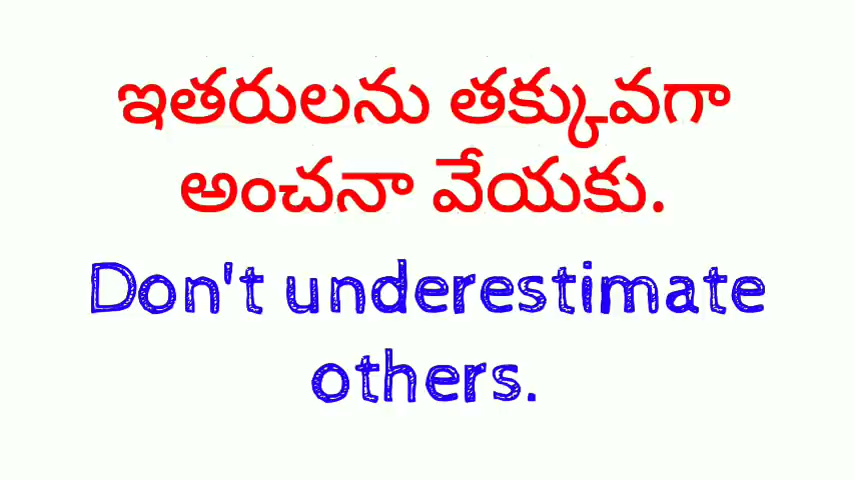 ఇతరులను తక్కువగా
అంచనా వేయకు.
Don't underestimate
others.